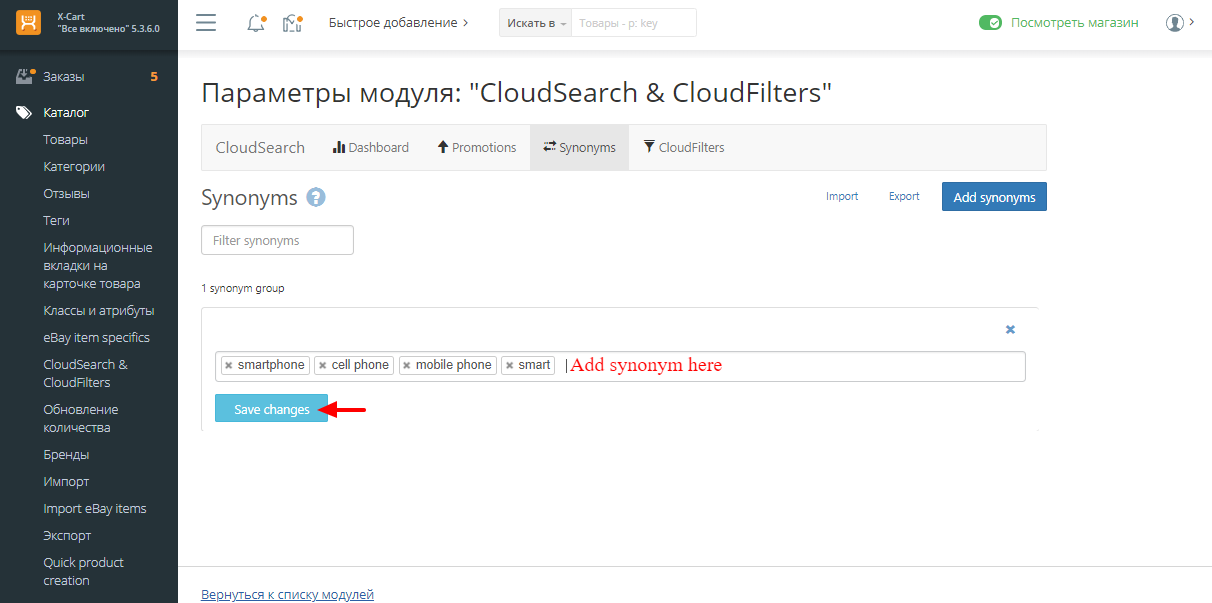 X-Cart
"Все включено" 5.3.6.0
Быстрое добавление
Искать в
Товары - р: key
Посмотреть магазин
Заказы 5
Каталог
Товары
Категории
Отзывы
Теги
Информационные
вкладки на
карточке товара
Классы и атрибуты
eBay item specifics
CloudSearch &
CloudFilters
Обновление
количества
Бренды
Импорт
Import eBay items
Экспорт
Quick product
creation
Параметры модуля: "CloudSearch & CloudFilters"
CloudSearch Dashboard Promotions Synonyms CloudFilters
Synonyms ? Import Export Add synonyms
Filter synonyms
1 synonym group
smartphone cell phone mobile phone smart Add synonym here
Save changes
Вернуться к списку модулей